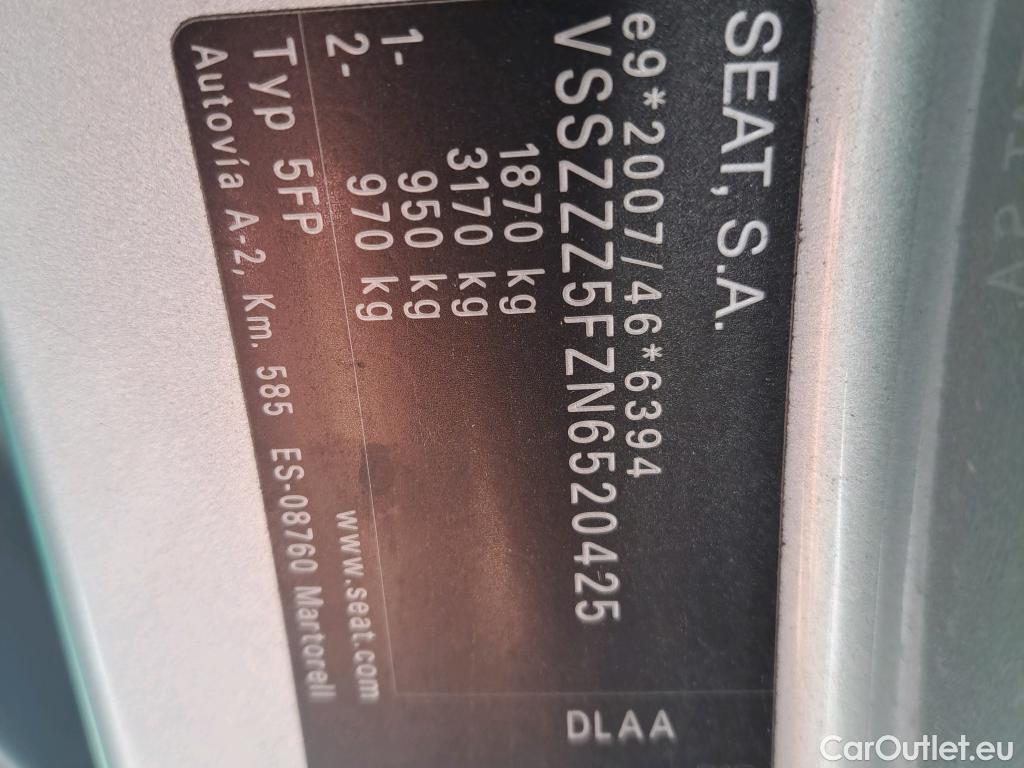 SEAT, S.A.
e9*2007/46*6394
VSSZZZ5FZN6520425
1870 kg
3170 kg
1- 950 kg
2- 970 kg
Typ 5FP
www.seat.com
Autovía A-2, Km. 585 ES-08760 Martorell
DLAA
CarOutlet.eu